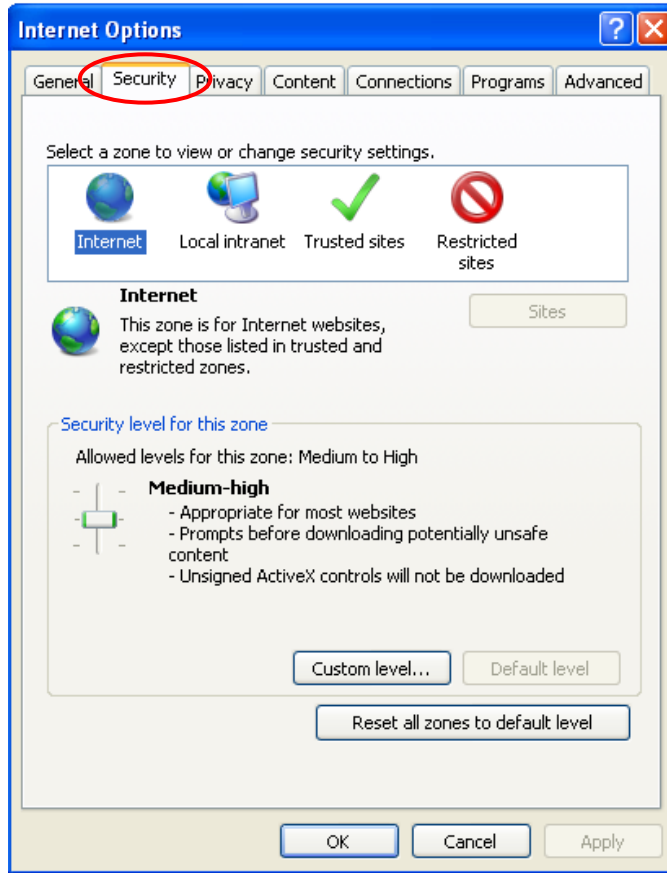 Internet Options
General Security Privacy Content Connections Programs Advanced
Select a zone to view or change security settings.
Internet Local intranet Trusted sites Restricted sites
Internet
This zone is for Internet websites,
except those listed in trusted and
restricted zones.
Sites
Security level for this zone
Allowed levels for this zone: Medium to High
Medium-high
- Appropriate for most websites
- Prompts before downloading potentially unsafe
content
- Unsigned ActiveX controls will not be downloaded
Custom level... Default level
Reset all zones to default level
OK Cancel Apply